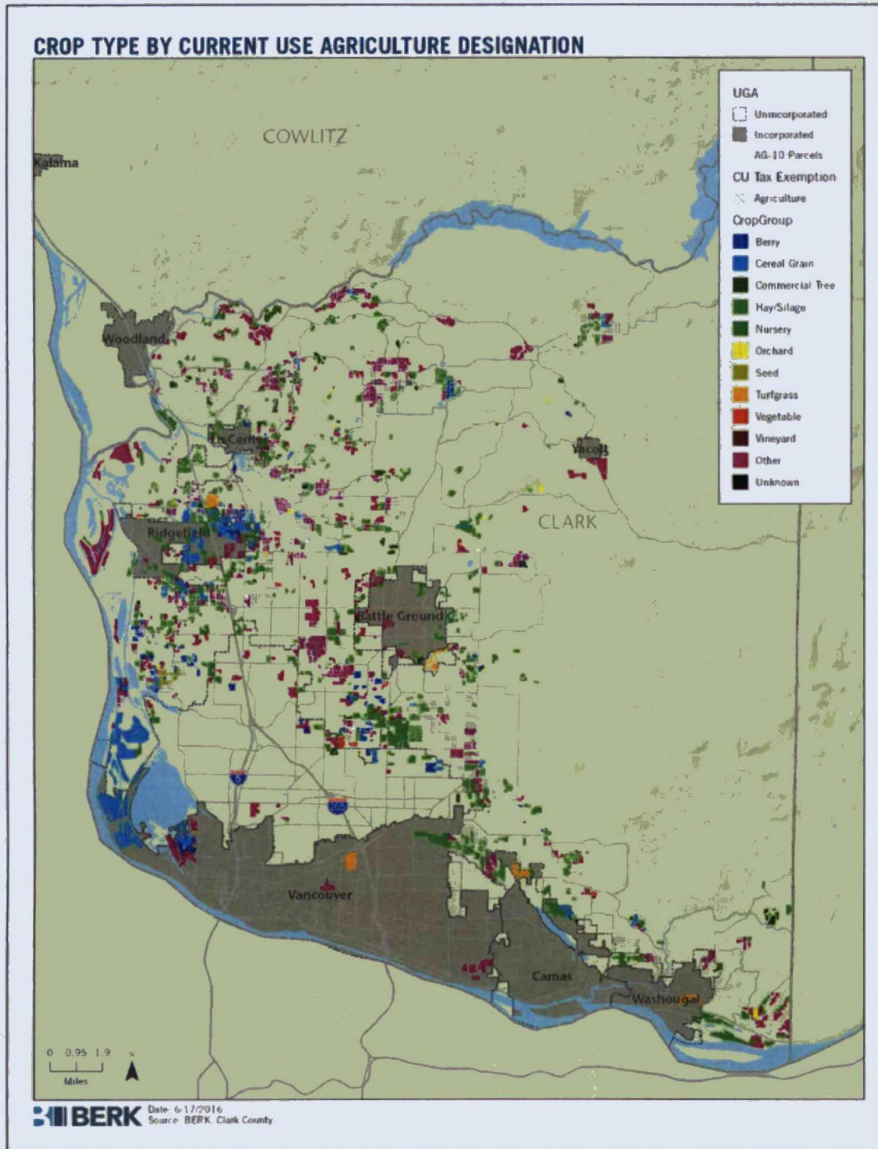 CROP TYPE BY CURRENT USE AGRICULTURE DESIGNATION
UGA
Unincorporated
Incorporated
AG-10 Parcels
CU Tax Exemption
Agriculture
CropGroup
Berry
Cereal Grain
Commercial Tree
Hay/Silage
Nursery
Orchard
Seed
Turfgrass
Vegetable
Vineyard
Other
Unknown
COWLITZ
Kalama
Woodland
La Center
Yacolt
CLARK
Ridgefield
Battle Ground
5
205
Vancouver
Camas
Washougal
0 0.95 1.9
Miles
N
BERK Date: 6-17/2016
Source: BERK, Clark County